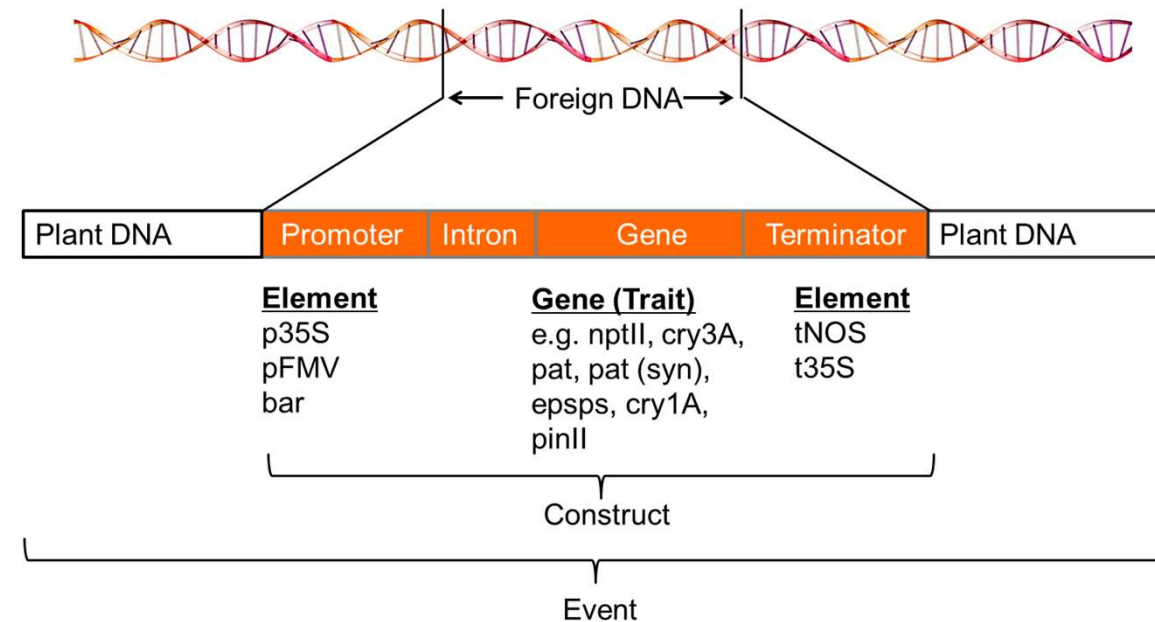 Foreign DNA
Plant DNA Promoter Intron Gene Terminator Plant DNA
Element
p35S
pFMV
bar
Gene (Trait)
e.g. nptII, cry3A,
pat, pat (syn),
epsps, cry1A,
pinII
Element
tNOS
t35S
Construct
Event